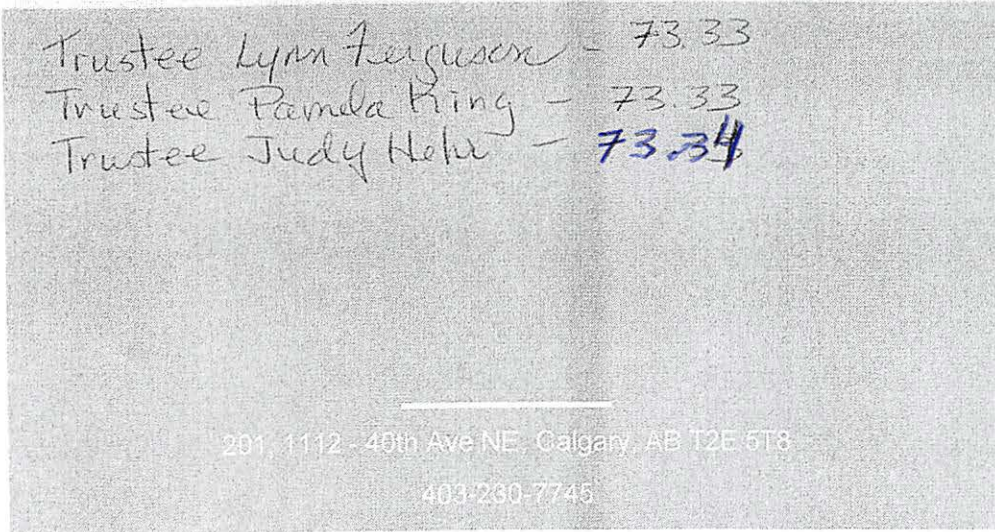 Trustee Lynn Ferguson - 73.33
Trustee Pamela King - 73.33
Trustee Judy Hehr - 73.34
201, 1112 - 40th Ave NE, Calgary, AB T2E 5T8
403-230-7745